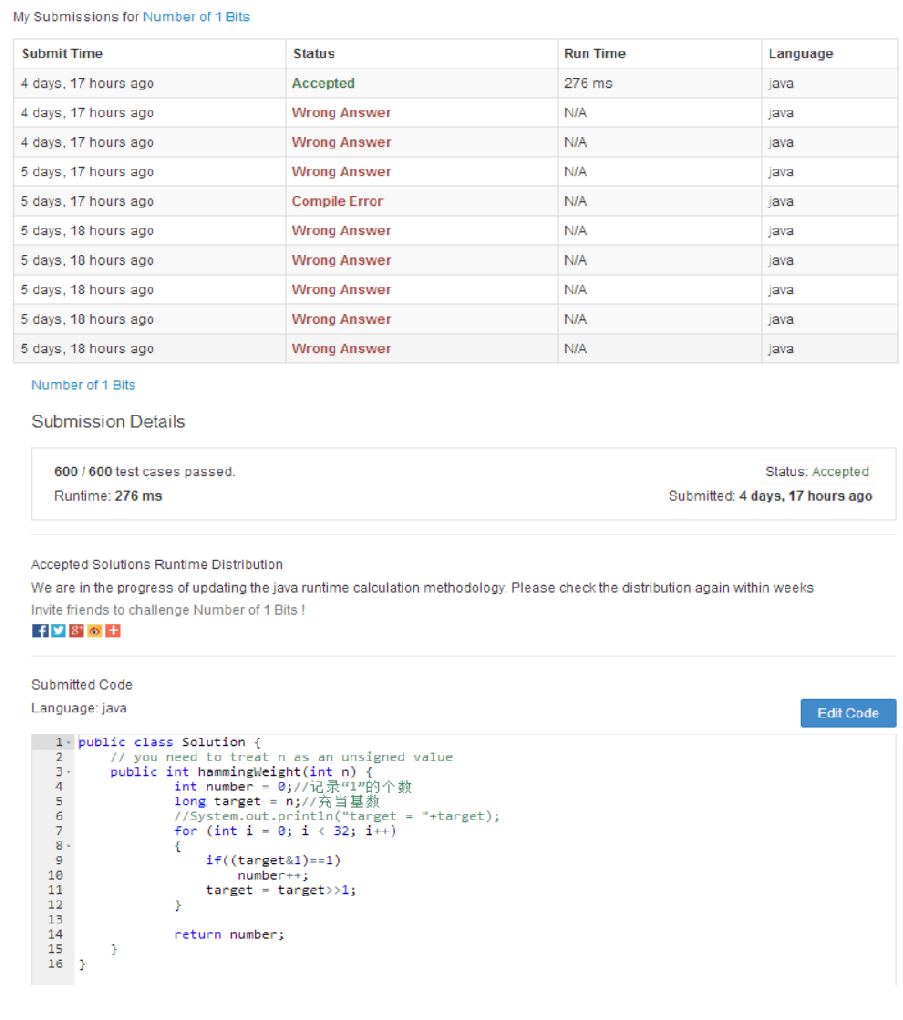 My Submissions for Number of 1 Bits
Submit Time Status Run Time Language
4 days, 17 hours ago Accepted 276 ms java
4 days, 17 hours ago Wrong Answer N/A java
4 days, 17 hours ago Wrong Answer N/A java
5 days, 17 hours ago Wrong Answer N/A java
5 days, 17 hours ago Compile Error N/A java
5 days, 18 hours ago Wrong Answer N/A java
5 days, 18 hours ago Wrong Answer N/A java
5 days, 18 hours ago Wrong Answer N/A java
5 days, 18 hours ago Wrong Answer N/A java
5 days, 18 hours ago Wrong Answer N/A java
Number of 1 Bits
Submission Details
600 / 600 test cases passed. Status: Accepted
Runtime: 276 ms Submitted: 4 days, 17 hours ago
Accepted Solutions Runtime Distribution
We are in the progress of updating the java runtime calculation methodology. Please check the distribution again within weeks
Invite friends to challenge Number of 1 Bits !
Submitted Code
Language: java
Edit Code
1 public class Solution {
2 // you need to treat n as an unsigned value
3 public int hammingWeight(int n) {
4 int number = 0;//记录“1”的个数
5 long target = n;//充当基数
6 //System.out.println("target = "+target);
7 for (int i = 0; i < 32; i++)
8 {
9 if((target&1)==1)
10 number++;
11 target = target>>1;
12 }
13
14 return number;
15 }
16 }